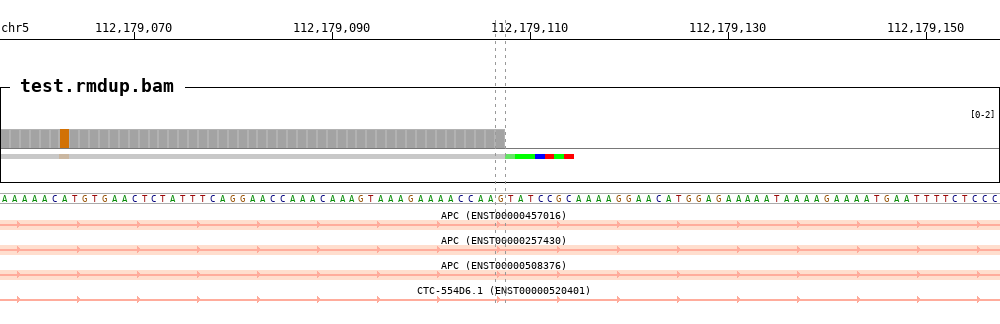 chr5 112,179,070 112,179,090 112,179,110 112,179,130 112,179,150
test.rmdup.bam
[0-2]
AAAAACATGTGAACTCTATTTCAGGAACCAAACAAAGTAAAGAAAACCAAGTATCCGCAAAAGGAACATGGAGAAAAATAAAAGAAAATGAATTTTCTCCC
APC (ENST00000457016)
APC (ENST00000257430)
APC (ENST00000508376)
CTC-554D6.1 (ENST00000520401)